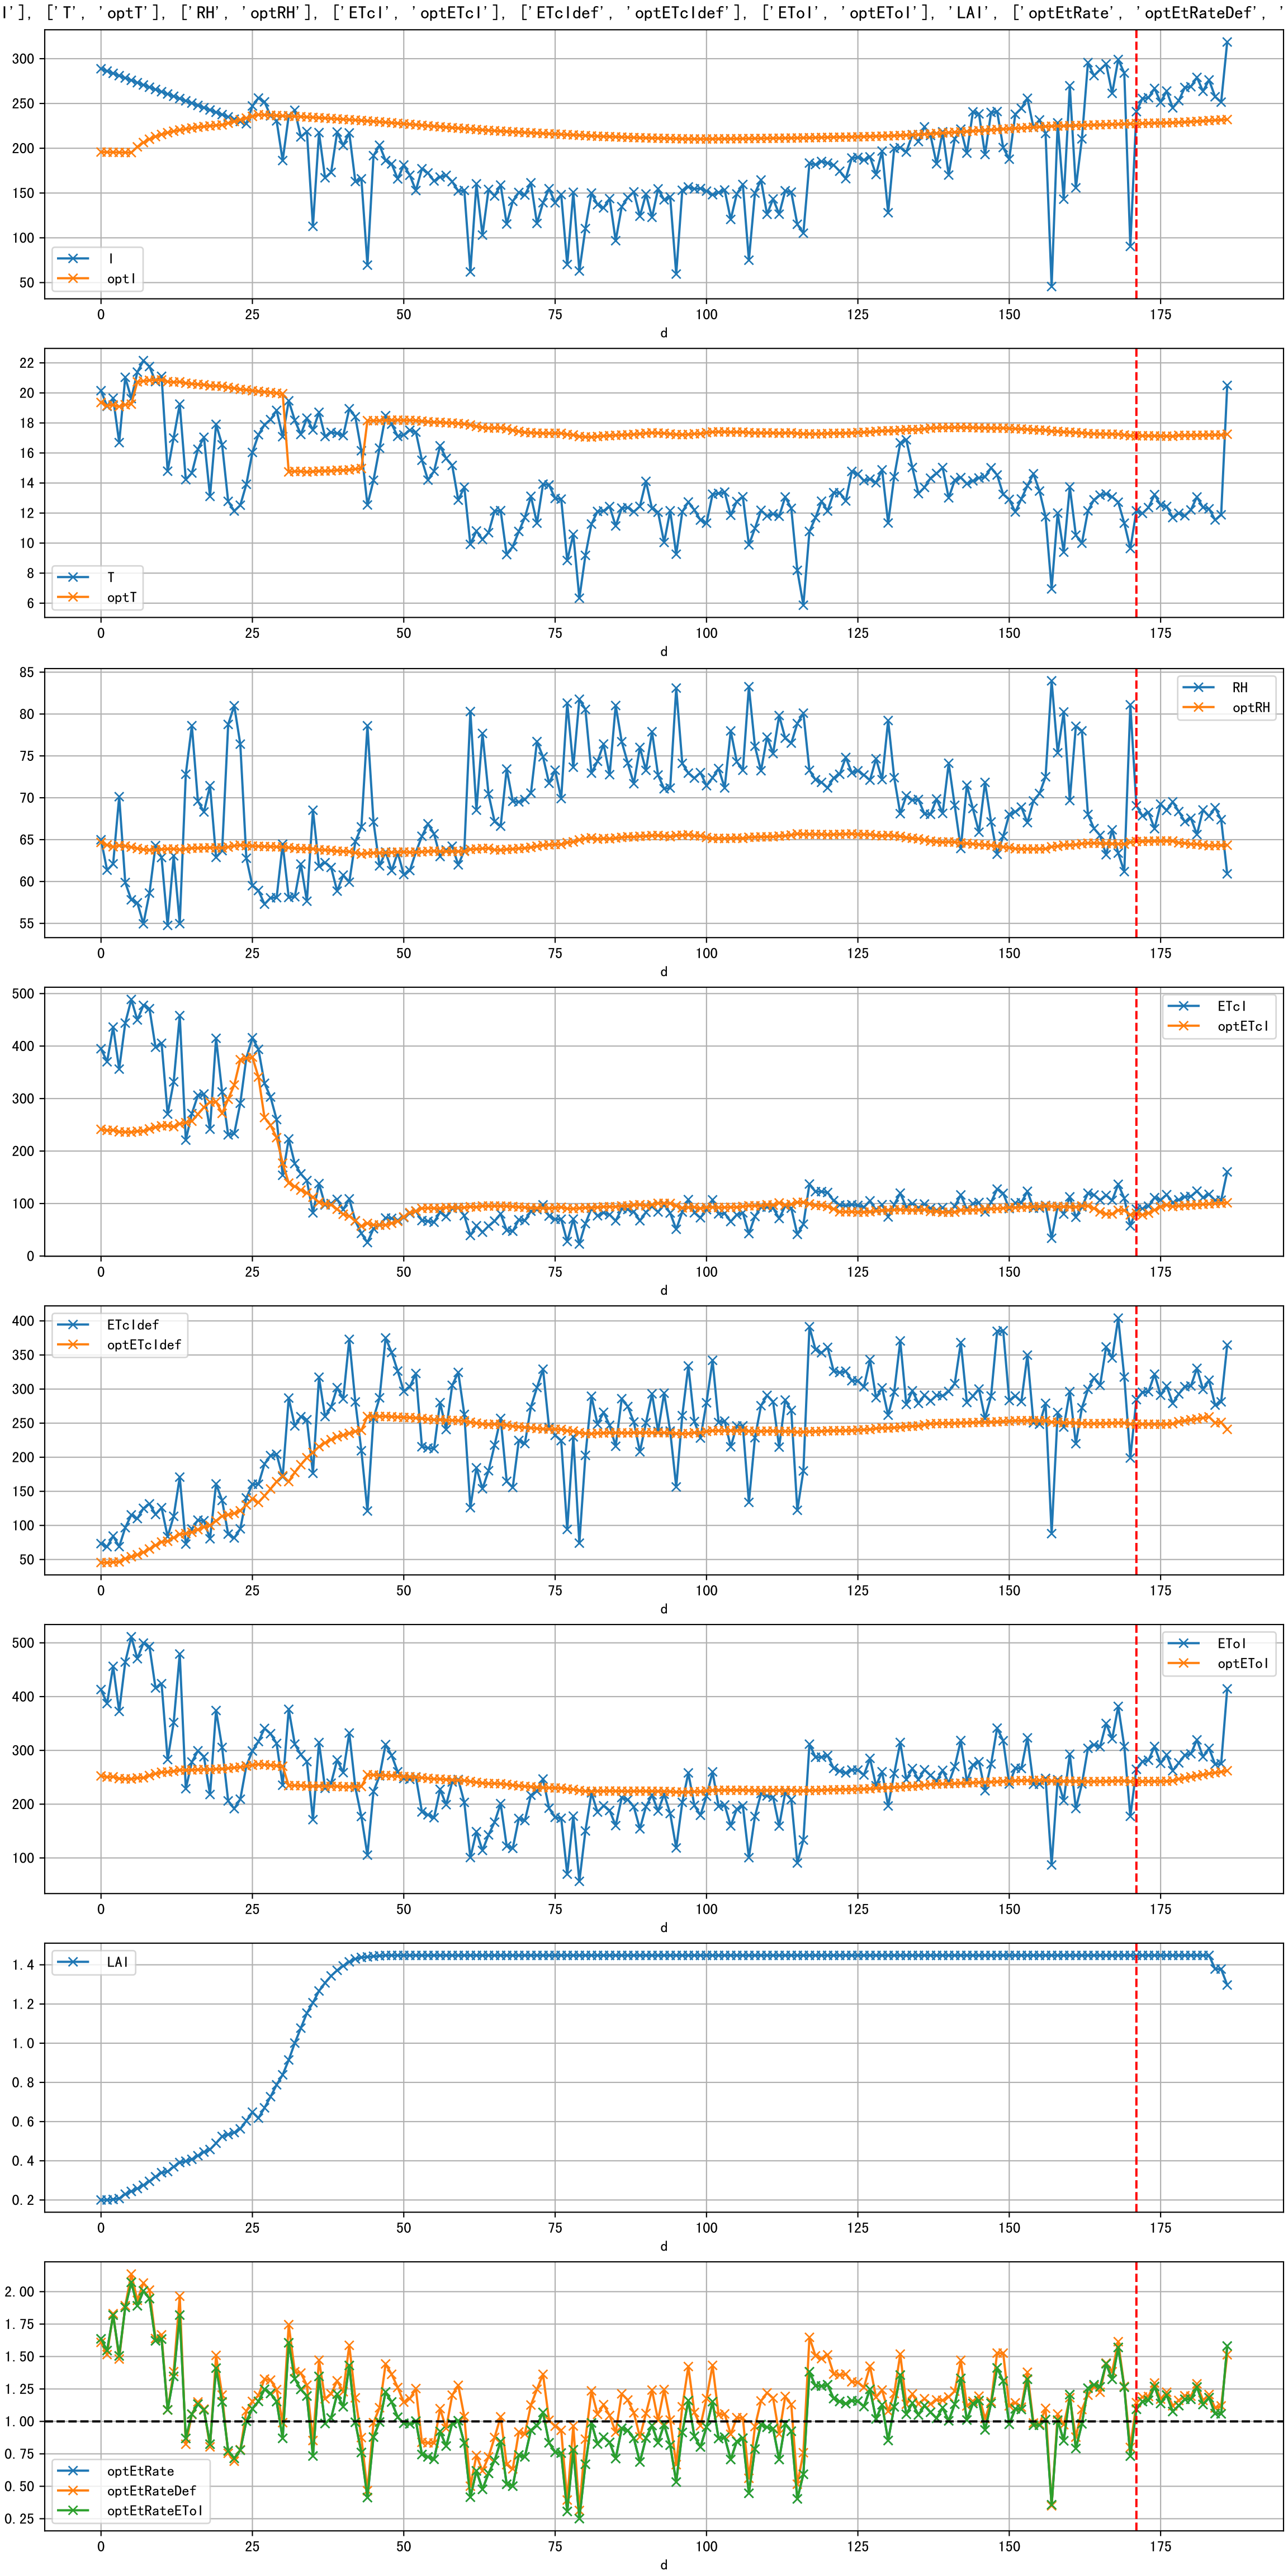 I'], ['T', 'optT'], ['RH', 'optRH'], ['ETcI', 'optETcI'], ['ETcIdef', 'optETcIdef'], ['EToI', 'optEToI'], 'LAI', ['optEtRate', 'optEtRateDef', '
300
250
200
150
100
50
I
optI
0 25 50 75 100 125 150 175
d
22
20
18
16
14
12
10
8
6
T
optT
0 25 50 75 100 125 150 175
d
85
80
75
70
65
60
55
RH
optRH
0 25 50 75 100 125 150 175
d
500
400
300
200
100
0
ETcI
optETcI
0 25 50 75 100 125 150 175
d
400
350
300
250
200
150
100
50
ETcIdef
optETcIdef
0 25 50 75 100 125 150 175
d
500
400
300
200
100
EToI
optEToI
0 25 50 75 100 125 150 175
d
1.4
1.2
1.0
0.8
0.6
0.4
0.2
LAI
0 25 50 75 100 125 150 175
d
2.00
1.75
1.50
1.25
1.00
0.75
0.50
0.25
optEtRate
optEtRateDef
optEtRateEToI
0 25 50 75 100 125 150 175
d